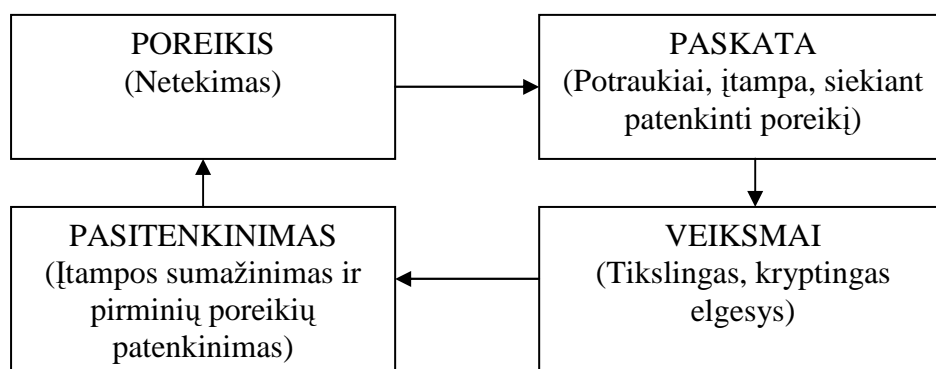 POREIKIS
(Netekimas)
PASKATA
(Potraukiai, įtampa, siekiant
patenkinti poreikį)
PASITENKINIMAS
(Įtampos sumažinimas ir
pirminių poreikių
patenkinimas)
VEIKSMAI
(Tikslingas, kryptingas
elgesys)